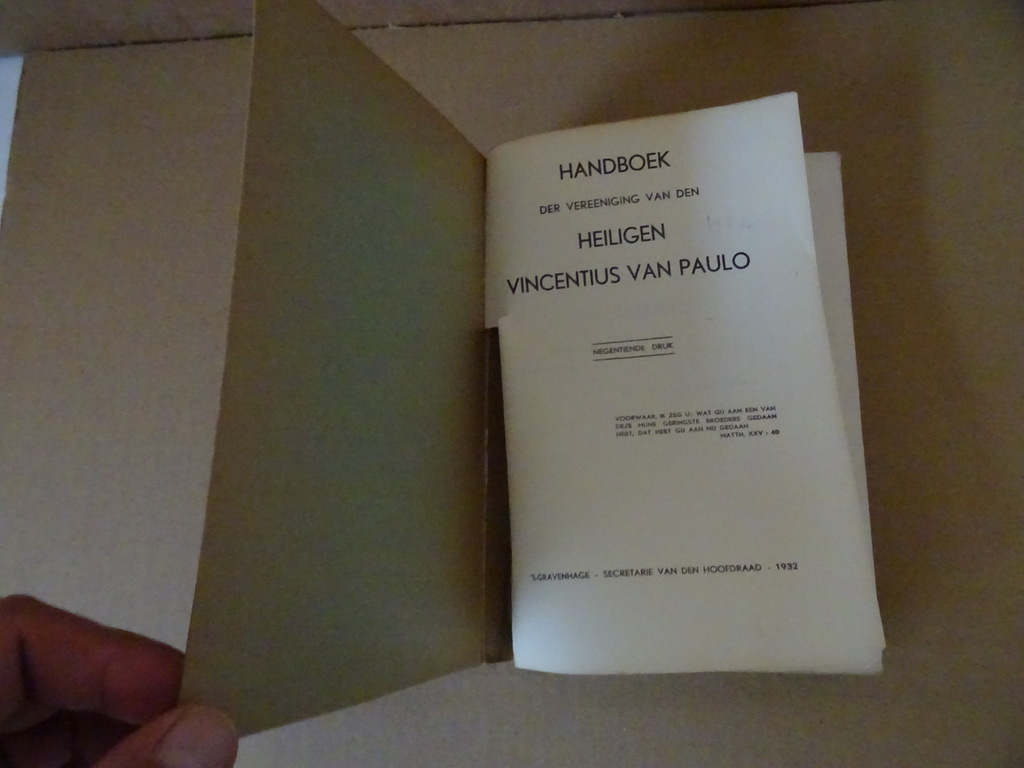 HANDBOEK
DER VEREENIGING VAN DEN
HEILIGEN
VINCENTIUS VAN PAULO
NEGENTIENDE DRUK
VOORWAAR, IK ZEG U: WAT GIJ AAN EEN VAN
DEZE MIJNE GERINGSTE BROEDERS GEDAAN
HEBT, DAT HEBT GIJ AAN MIJ GEDAAN
MATTH. XXV : 40
'S-GRAVENHAGE - SECRETARIE VAN DEN HOOFDRAAD - 1932